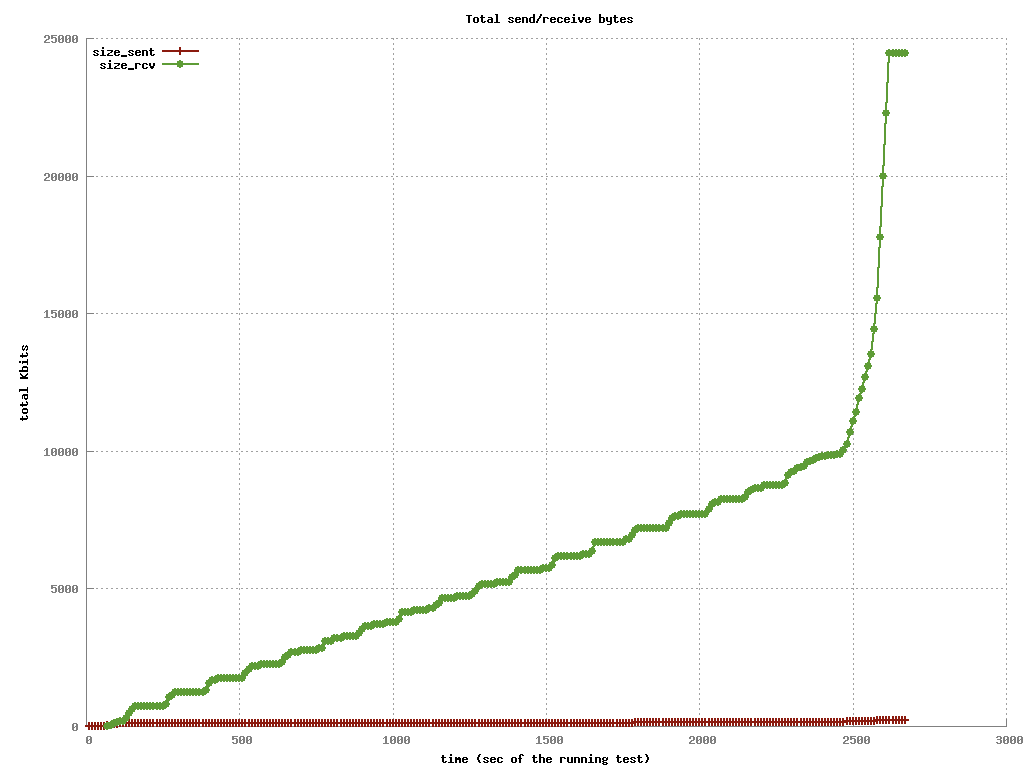 Total send/receive bytes
25000
size_sent
size_rcv
20000
15000
total Kbits
10000
5000
0
0 500 1000 1500 2000 2500 3000
time (sec of the running test)